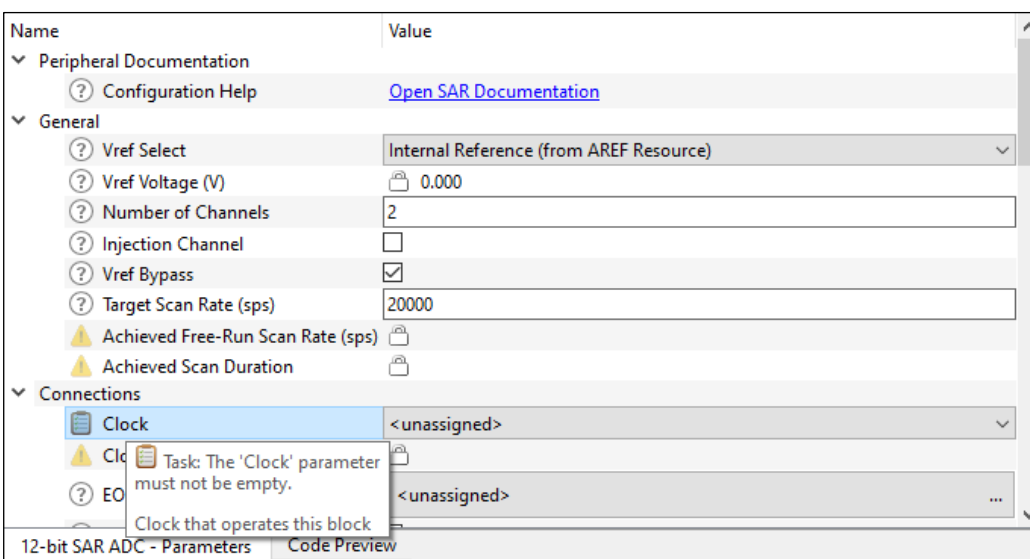 Name Value
Peripheral Documentation
Configuration Help Open SAR Documentation
General
Vref Select Internal Reference (from AREF Resource)
Vref Voltage (V) 0.000
Number of Channels 2
Injection Channel
Vref Bypass
Target Scan Rate (sps) 20000
Achieved Free-Run Scan Rate (sps)
Achieved Scan Duration
Connections
Clock <unassigned>
Task: The 'Clock' parameter
must not be empty.
EO <unassigned> ...
Clock that operates this block
12-bit SAR ADC - Parameters Code Preview